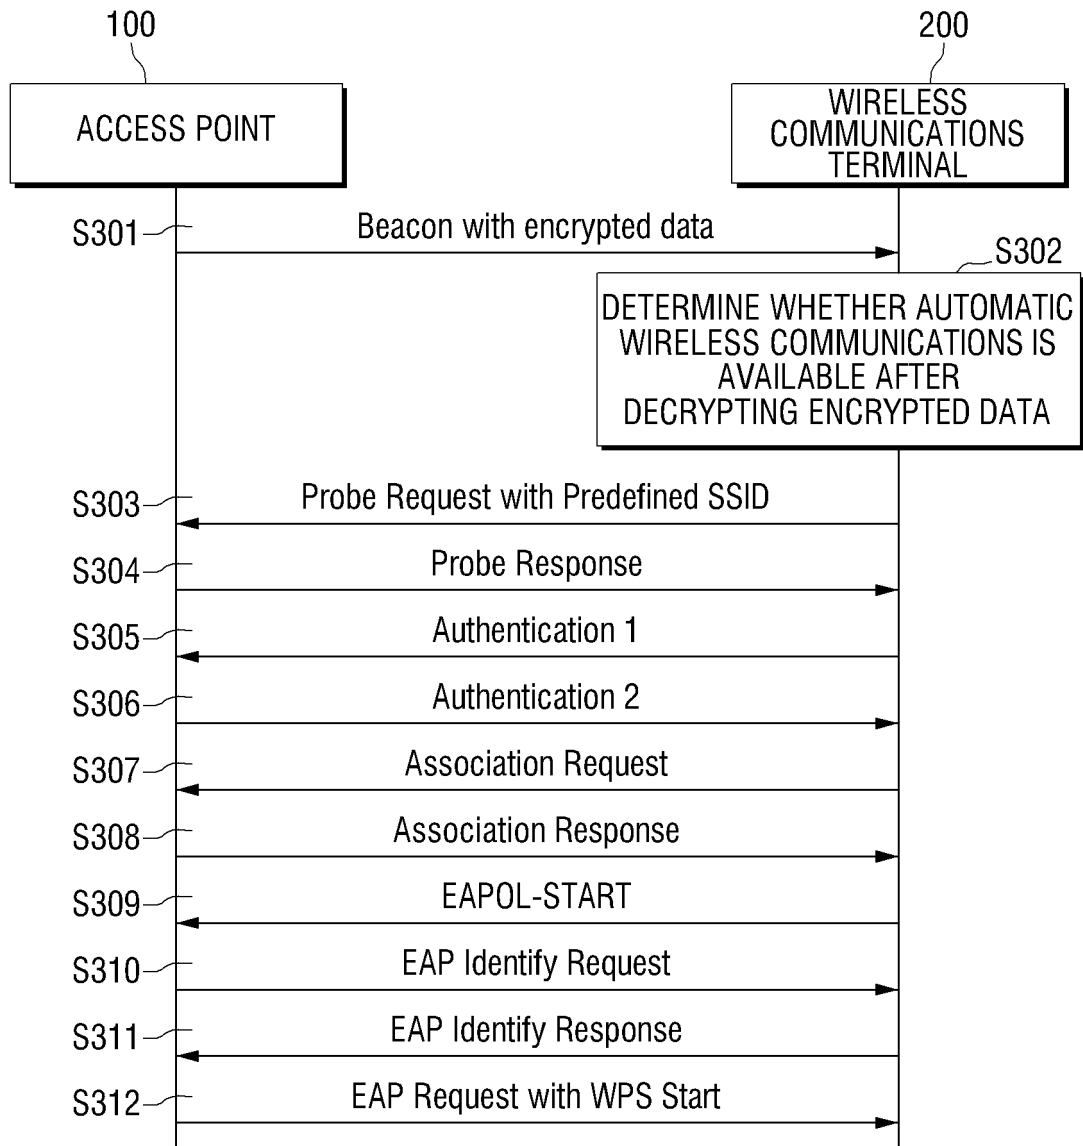 100
200
ACCESS POINT
WIRELESS
COMMUNICATIONS
TERMINAL
S301
Beacon with encrypted data
S302
DETERMINE WHETHER AUTOMATIC
WIRELESS COMMUNICATIONS IS
AVAILABLE AFTER
DECRYPTING ENCRYPTED DATA
S303
Probe Request with Predefined SSID
S304
Probe Response
S305
Authentication 1
S306
Authentication 2
S307
Association Request
S308
Association Response
S309
EAPOL-START
S310
EAP Identify Request
S311
EAP Identify Response
S312
EAP Request with WPS Start